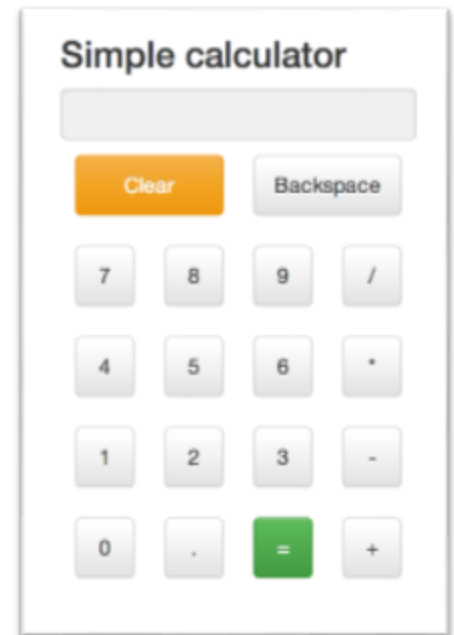 Simple calculator
Clear Backspace
7 8 9 /
4 5 6 *
1 2 3 -
0 . = +